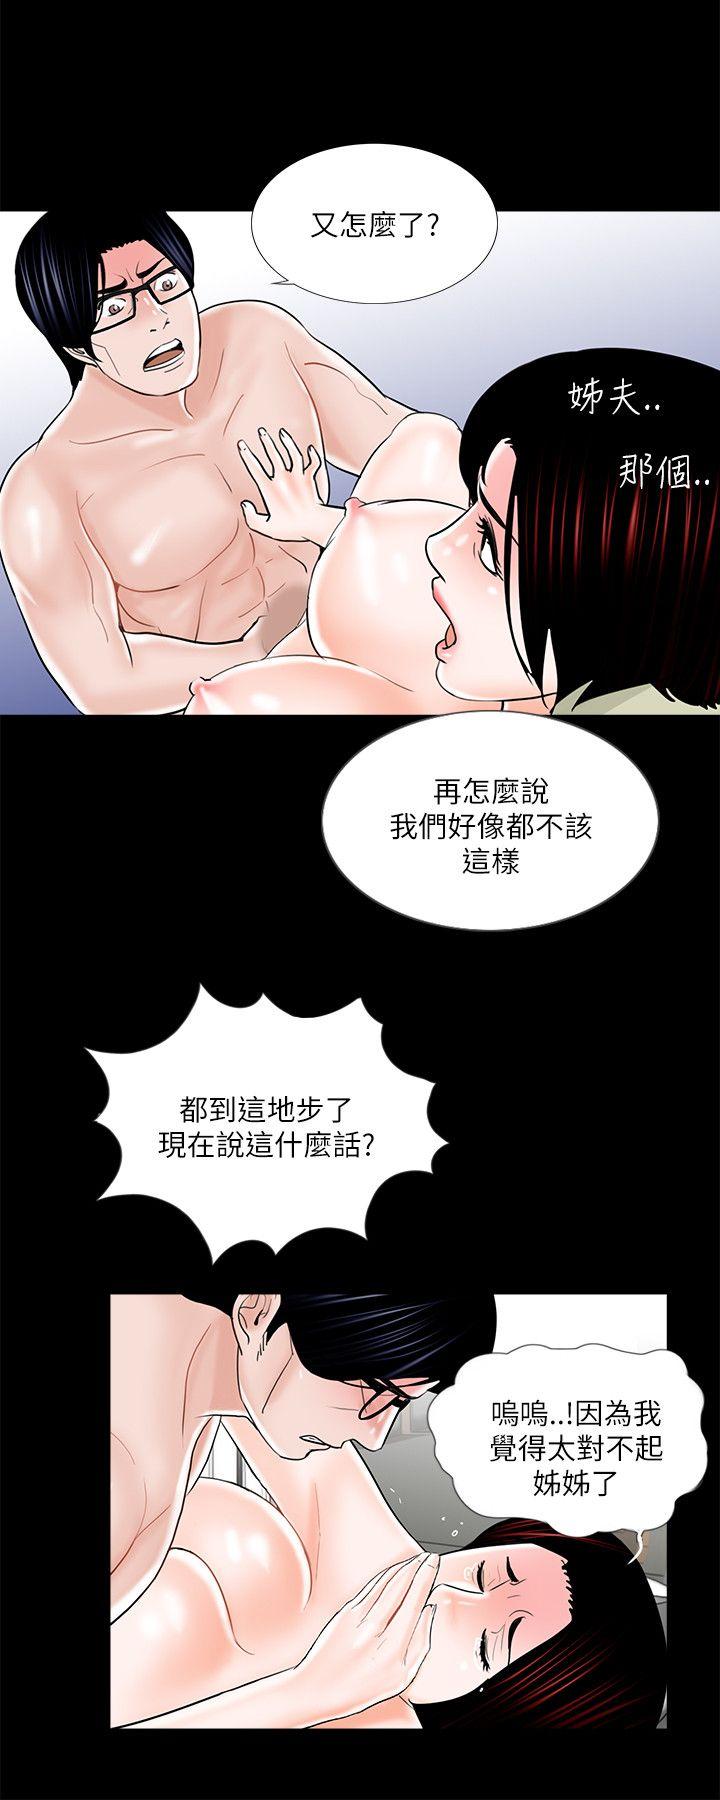 又怎麼了?
姊夫..
那個..
再怎麼說
我們好像都不該
這樣
都到這地步了
現在說這什麼話?
嗚嗚..!因為我
覺得太對不起
姊姊了